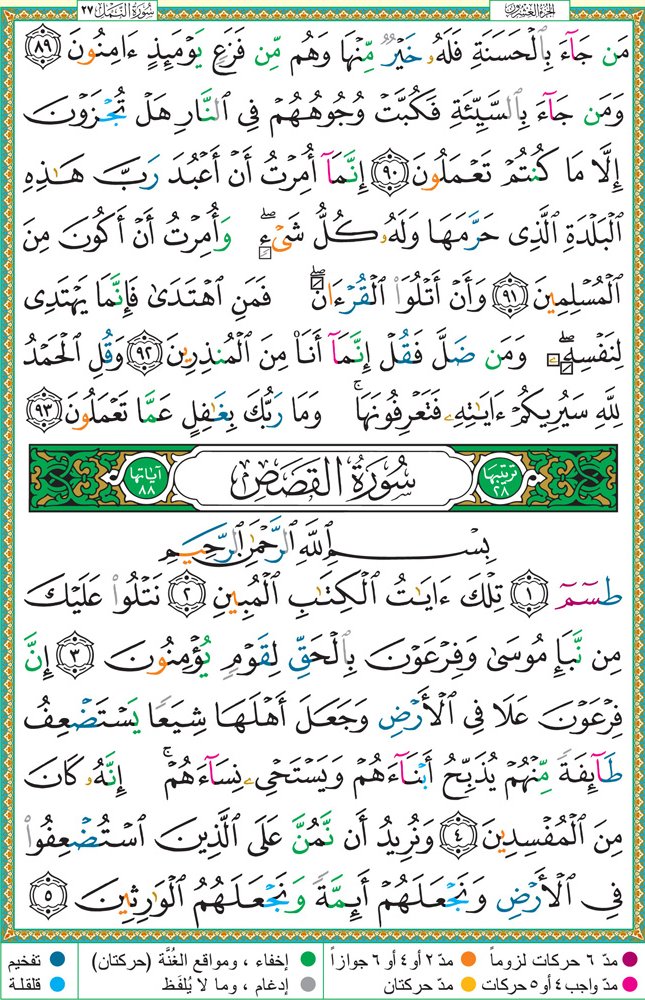 الجزء العشرون
سُورَةُ النَّمْلِ ٢٧
مَن جَآءَ بِٱلْحَسَنَةِ فَلَهُۥ خَيْرٌ مِّنْهَا وَهُم مِّن فَزَعٍ يَوْمَئِذٍ ءَامِنُونَ ٨٩
وَمَن جَآءَ بِٱلسَّيِّئَةِ فَكُبَّتْ وُجُوهُهُمْ فِى ٱلنَّارِ هَلْ تُجْزَوْنَ
إِلَّا مَا كُنتُمْ تَعْمَلُونَ ٩٠ إِنَّمَآ أُمِرْتُ أَنْ أَعْبُدَ رَبَّ هَـٰذِهِ
ٱلْبَلْدَةِ ٱلَّذِى حَرَّمَهَا وَلَهُۥ كُلُّ شَىْءٍ ۖ وَأُمِرْتُ أَنْ أَكُونَ مِنَ
ٱلْمُسْلِمِينَ ٩١ وَأَنْ أَتْلُوَا۟ ٱلْقُرْءَانَ ۖ فَمَنِ ٱهْتَدَىٰ فَإِنَّمَا يَهْتَدِى
لِنَفْسِهِۦ ۖ وَمَن ضَلَّ فَقُلْ إِنَّمَآ أَنَا۠ مِنَ ٱلْمُنذِرِينَ ٩٢ وَقُلِ ٱلْحَمْدُ
لِلَّهِ سَيُرِيكُمْ ءَايَـٰتِهِۦ فَتَعْرِفُونَهَا ۚ وَمَا رَبُّكَ بِغَـٰفِلٍ عَمَّا تَعْمَلُونَ ٩٣
ترتيبها ٢٨ سُورَةُ القَصَصِ آياتها ٨٨
بِسْمِ ٱللَّهِ ٱلرَّحْمَـٰنِ ٱلرَّحِيمِ
طسٓمٓ ١ تِلْكَ ءَايَـٰتُ ٱلْكِتَـٰبِ ٱلْمُبِينِ ٢ نَتْلُوا۟ عَلَيْكَ
مِن نَّبَإِ مُوسَىٰ وَفِرْعَوْنَ بِٱلْحَقِّ لِقَوْمٍ يُؤْمِنُونَ ٣ إِنَّ
فِرْعَوْنَ عَلَا فِى ٱلْأَرْضِ وَجَعَلَ أَهْلَهَا شِيَعًا يَسْتَضْعِفُ
طَآئِفَةً مِّنْهُمْ يُذَبِّحُ أَبْنَآءَهُمْ وَيَسْتَحْىِۦ نِسَآءَهُمْ ۚ إِنَّهُۥ كَانَ
مِنَ ٱلْمُفْسِدِينَ ٤ وَنُرِيدُ أَن نَّمُنَّ عَلَى ٱلَّذِينَ ٱسْتُضْعِفُوا۟
فِى ٱلْأَرْضِ وَنَجْعَلَهُمْ أَئِمَّةً وَنَجْعَلَهُمُ ٱلْوَٰرِثِينَ ٥
مدّ ٦ حركات لزوماً مدّ ٢ أو ٤ أو ٦ جوازاً إخفاء ، ومواقع الغُنَّة (حركتان) تفخيم
مدّ واجب ٤ أو ٥ حركات مدّ حركتان إدغام ، وما لا يُلفَظ قلقلة